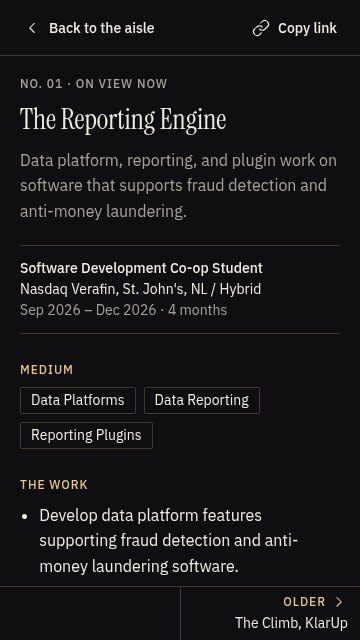 Back to the aisle
Copy link
NO. 01 · ON VIEW NOW
The Reporting Engine
Data platform, reporting, and plugin work on
software that supports fraud detection and
anti-money laundering.
Software Development Co-op Student
Nasdaq Verafin, St. John's, NL / Hybrid
Sep 2026 – Dec 2026 · 4 months
MEDIUM
Data Platforms
Data Reporting
Reporting Plugins
THE WORK
• Develop data platform features
supporting fraud detection and anti-
money laundering software.
OLDER
The Climb, KlarUp